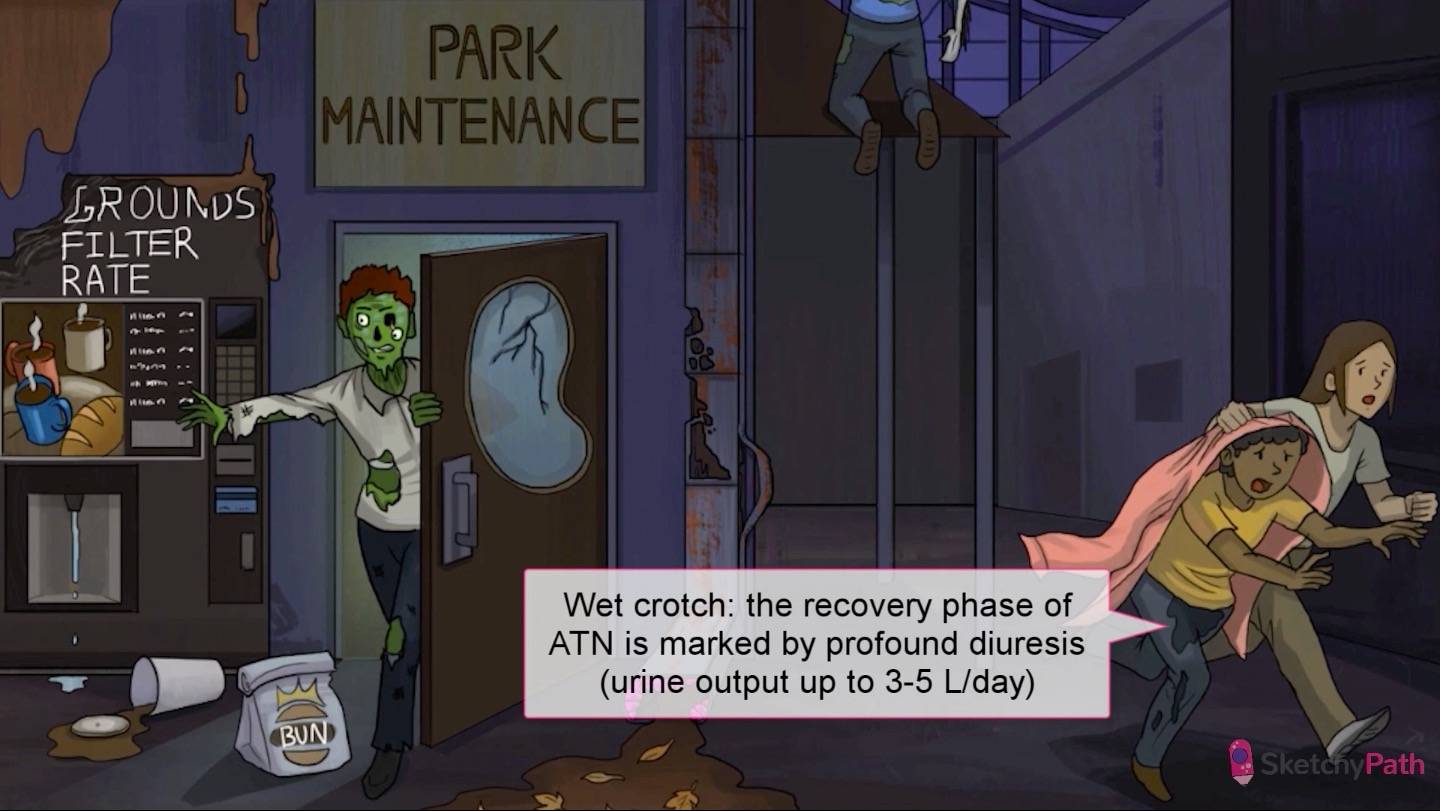 PARK
MAINTENANCE
GROUNDS
FILTER
RATE
BUN
Wet crotch: the recovery phase of
ATN is marked by profound diuresis
(urine output up to 3-5 L/day)
SketchyPath